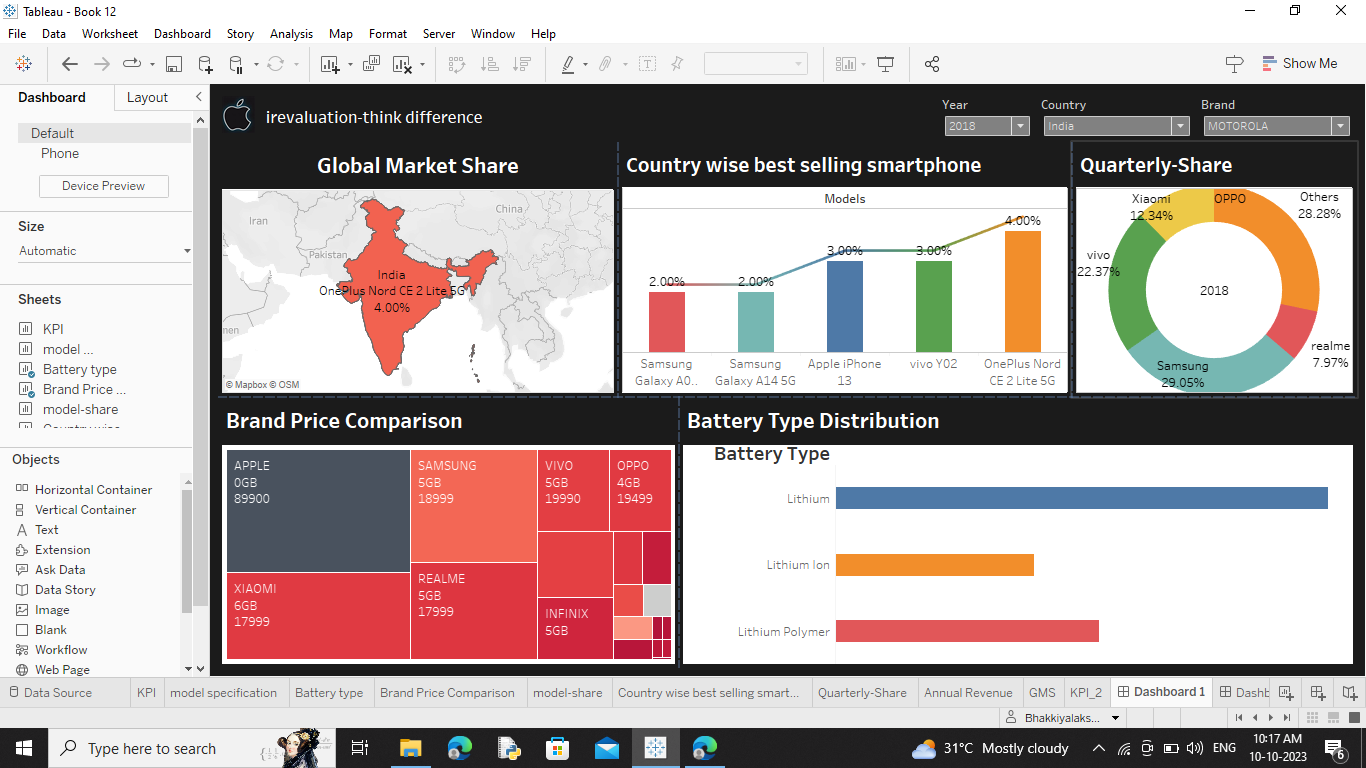 Tableau - Book 12
File Data Worksheet Dashboard Story Analysis Map Format Server Window Help
Show Me
Dashboard Layout
Default
Phone
Device Preview
Size
Automatic
Sheets
KPI
model ...
Battery type
Brand Price ...
model-share
Objects
Horizontal Container
Vertical Container
Text
Extension
Ask Data
Data Story
Image
Blank
Workflow
Web Page
irevaluation-think difference
Year Country Brand
2018 India MOTOROLA
Global Market Share
Iran
China
Pakistan
India
OnePlus Nord CE 2 Lite 5G
4.00%
men
© Mapbox © OSM
Country wise best selling smartphone
Models
2.00% 2.00% 3.00% 3.00% 4.00%
Samsung Galaxy A0.. Samsung Galaxy A14 5G Apple iPhone 13 vivo Y02 OnePlus Nord CE 2 Lite 5G
Quarterly-Share
Xiaomi
12.34%
OPPO
Others
28.28%
vivo
22.37%
2018
realme
7.97%
Samsung
29.05%
Brand Price Comparison
APPLE
0GB
89900
SAMSUNG
5GB
18999
VIVO
5GB
19990
OPPO
4GB
19499
XIAOMI
6GB
17999
REALME
5GB
17999
INFINIX
5GB
Battery Type Distribution
Battery Type
Lithium
Lithium Ion
Lithium Polymer
Data Source KPI model specification Battery type Brand Price Comparison model-share Country wise best selling smart... Quarterly-Share Annual Revenue GMS KPI_2 Dashboard 1 Dashb
Bhakkiyalaks...
Type here to search
31°C Mostly cloudy
ENG
10:17 AM
10-10-2023
6